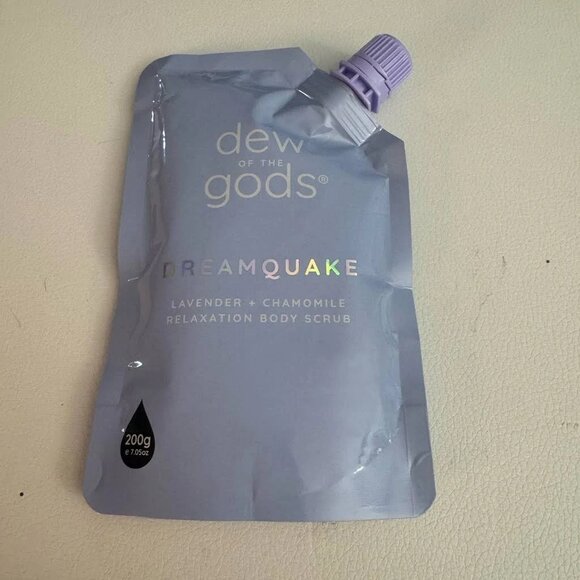 dew
OF THE
gods®
DREAMQUAKE
LAVENDER + CHAMOMILE
RELAXATION BODY SCRUB
200g
e 7.05oz